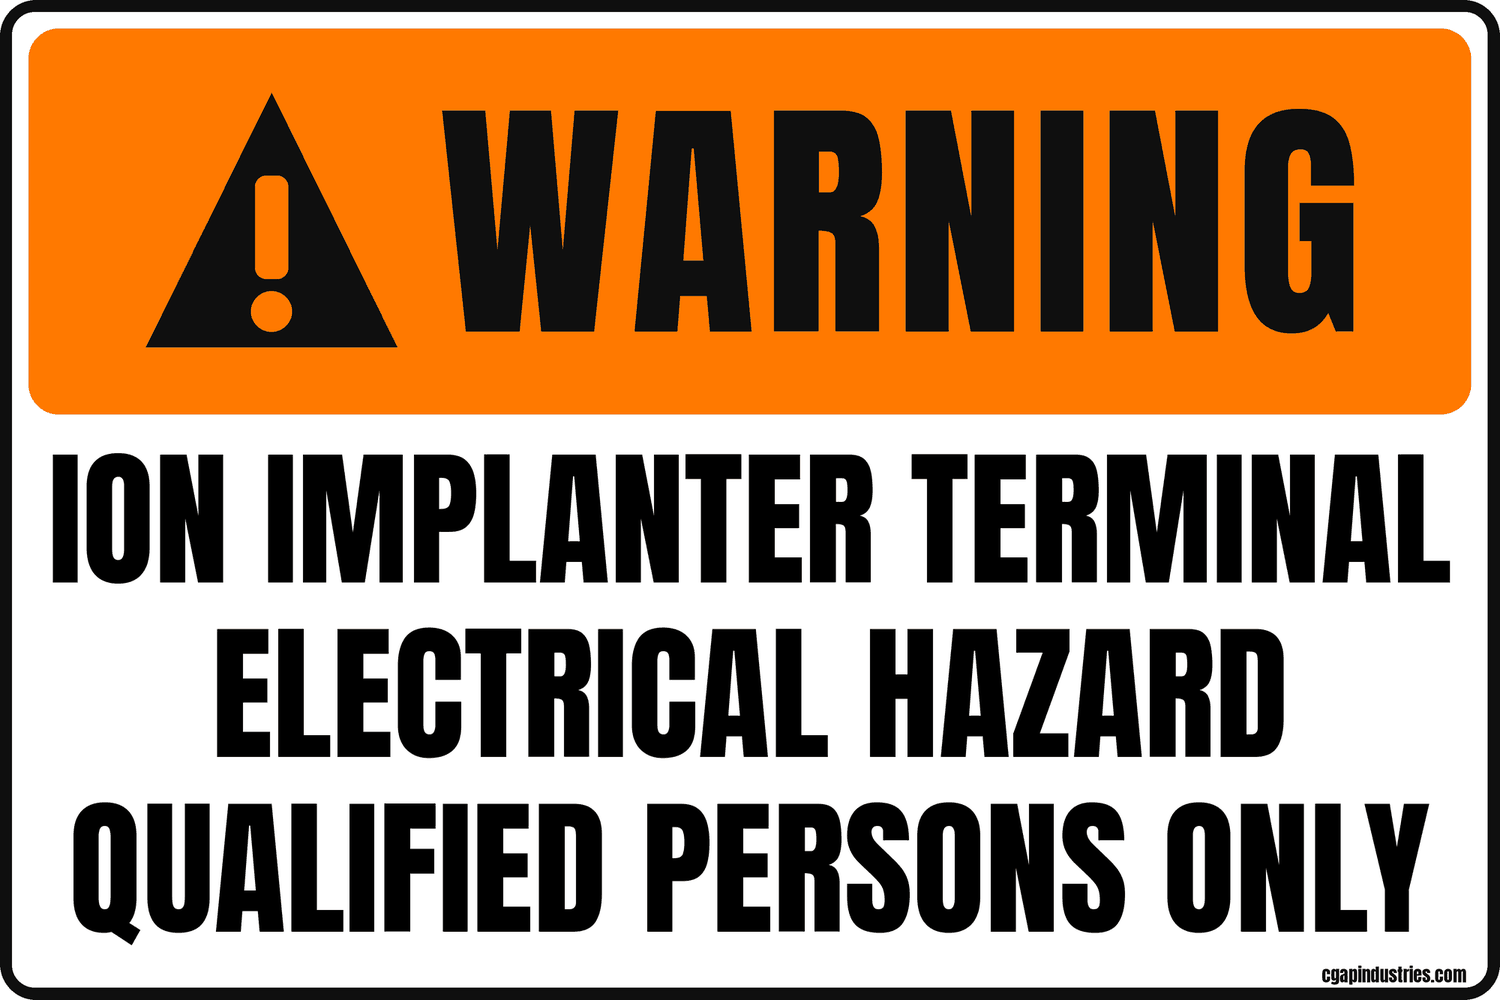 WARNING
ION IMPLANTER TERMINAL
ELECTRICAL HAZARD
QUALIFIED PERSONS ONLY
cgapindustries.com